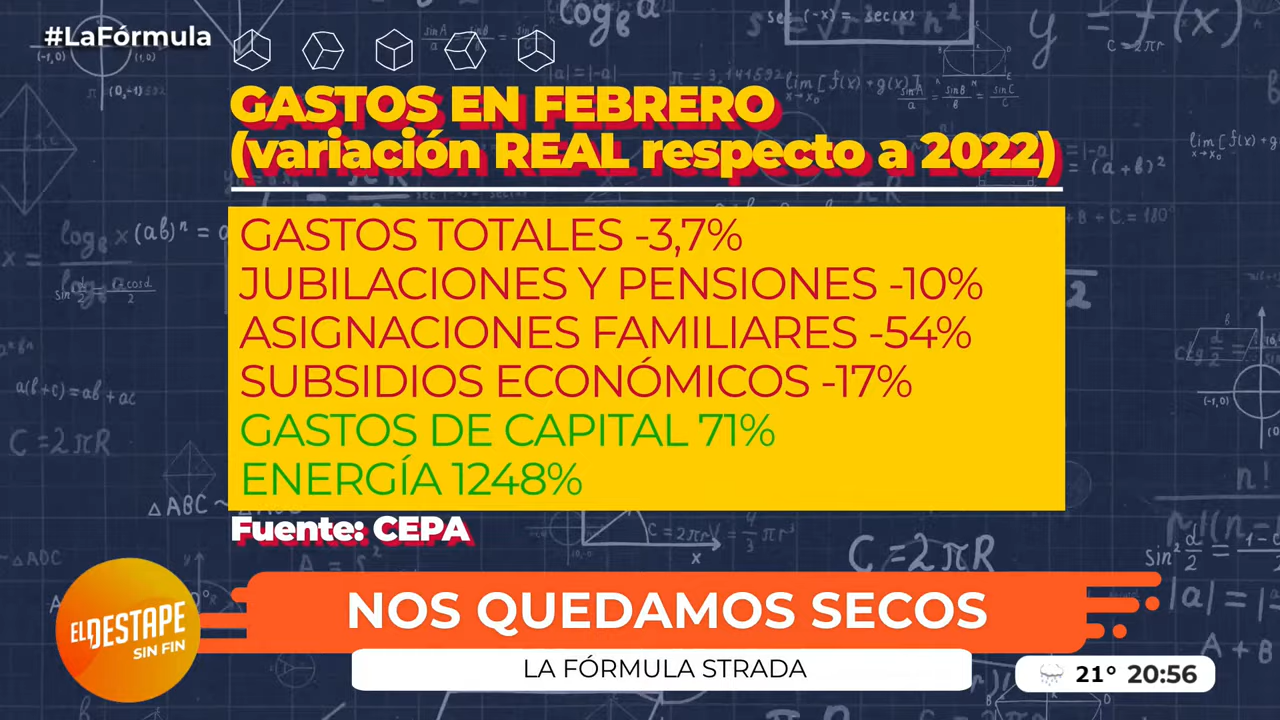 #LaFórmula
GASTOS EN FEBRERO
(variación REAL respecto a 2022)
GASTOS TOTALES -3,7%
JUBILACIONES Y PENSIONES -10%
ASIGNACIONES FAMILIARES -54%
SUBSIDIOS ECONÓMICOS -17%
GASTOS DE CAPITAL 71%
ENERGÍA 1248%
Fuente: CEPA
EL DESTAPE
SIN FIN
NOS QUEDAMOS SECOS
LA FÓRMULA STRADA
21° 20:56